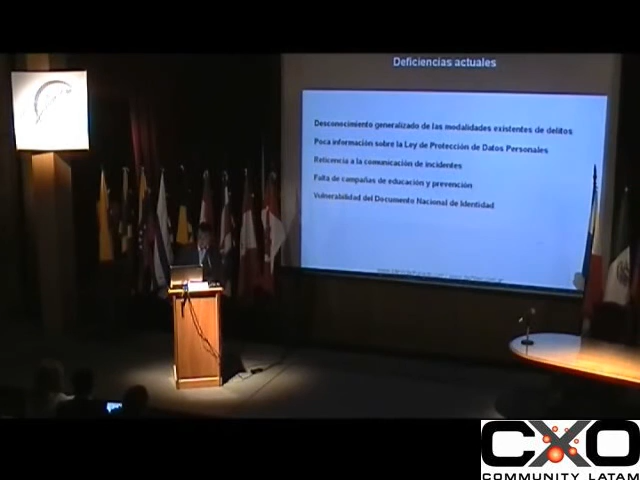 Deficiencias actuales
Desconocimiento generalizado de las modalidades existentes de delitos
Poca información sobre la Ley de Protección de Datos Personales
Reticencia a la comunicación de incidentes
Falta de campañas de educación y prevención
Vulnerabilidad del Documento Nacional de Identidad
CXO
COMMUNITY LATAM